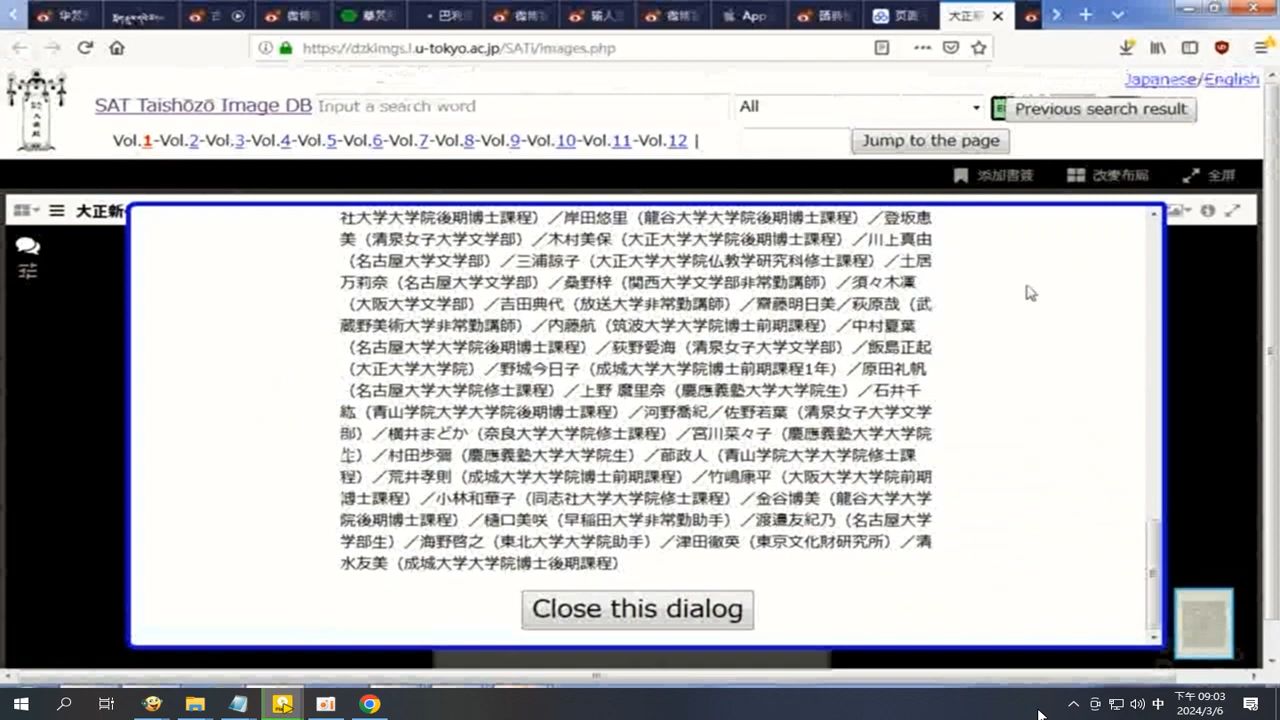 https://dzkimgs.l.u-tokyo.ac.jp/SATi/images.php
Japanese/English
SAT Taishōzō Image DB Input a search word All Previous search result
Vol.1-Vol.2-Vol.3-Vol.4-Vol.5-Vol.6-Vol.7-Vol.8-Vol.9-Vol.10-Vol.11-Vol.12 | Jump to the page
添加書簽 改變布局 全屏
大正新
社大学大学院後期博士課程）／岸田悠里（龍谷大学大学院後期博士課程）／登坂恵
美（清泉女子大学文学部）／木村美保（大正大学大学院後期博士課程）／川上真由
（名古屋大学文学部）／三浦諒子（大正大学大学院仏教学研究科修士課程）／土居
万莉奈（名古屋大学文学部）／桑野梓（関西大学文学部非常勤講師）／須々木凜
（大阪大学文学部）／吉田典代（放送大学非常勤講師）／齋藤明日美／萩原哉（武
蔵野美術大学非常勤講師）／内藤航（筑波大学大学院博士前期課程）／中村夏葉
（名古屋大学大学院後期博士課程）／荻野愛海（清泉女子大学文学部）／飯島正起
（大正大学大学院）／野城今日子（成城大学大学院博士前期課程1年）／原田礼帆
（名古屋大学大学院修士課程）／上野 麿里奈（慶應義塾大学大学院生）／石井千
紘（青山学院大学大学院後期博士課程）／河野喬紀／佐野若葉（清泉女子大学文学
部）／横井まどか（奈良大学大学院修士課程）／宮川菜々子（慶應義塾大学大学院
生）／村田歩彌（慶應義塾大学大学院生）／蔀政人（青山学院大学大学院修士課
程）／荒井孝則（成城大学大学院博士前期課程）／竹嶋康平（大阪大学大学院前期
博士課程）／小林和華子（同志社大学大学院修士課程）／金谷博美（龍谷大学大学
院後期博士課程）／樋口美咲（早稲田大学非常勤助手）／渡邉友紀乃（名古屋大学
学部生）／海野啓之（東北大学大学院助手）／津田徹英（東京文化財研究所）／清
水友美（成城大学大学院博士後期課程）
Close this dialog
下午 09:03
中
2024/3/6